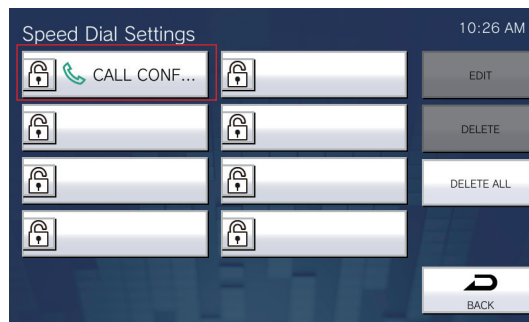 Speed Dial Settings
10:26 AM
CALL CONF...
EDIT
DELETE
DELETE ALL
BACK